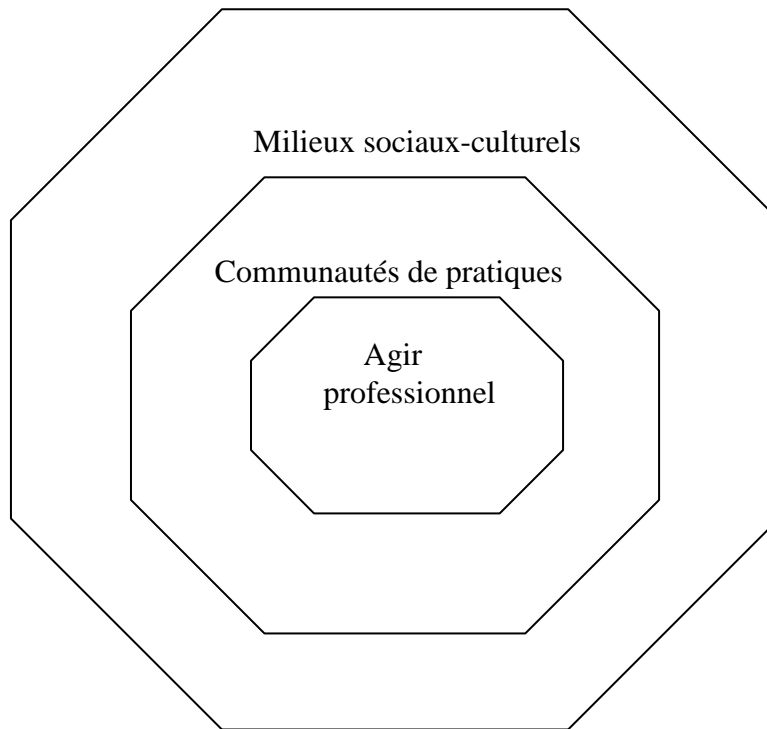 Milieux sociaux-culturels
Communautés de pratiques
Agir
professionnel